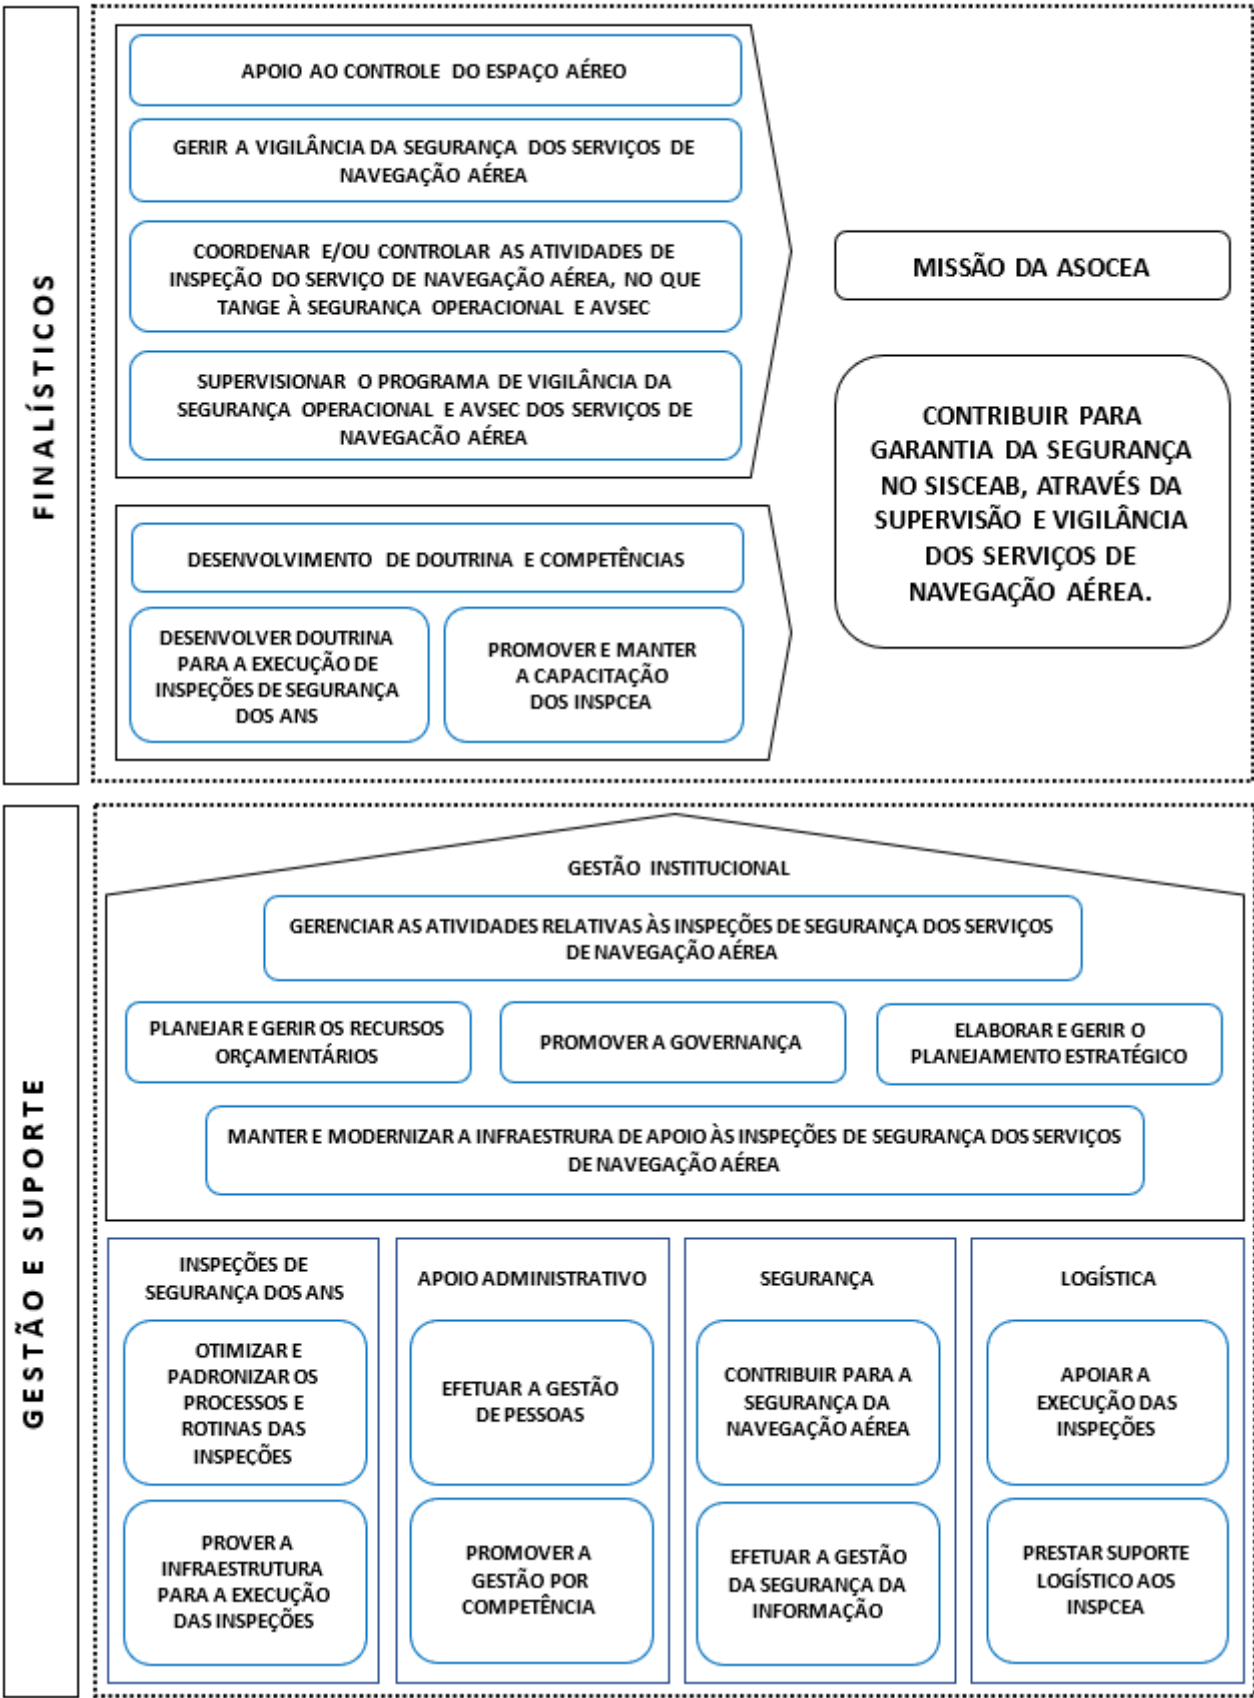 FINALÍSTICOS
APOIO AO CONTROLE DO ESPAÇO AÉREO
GERIR A VIGILÂNCIA DA SEGURANÇA DOS SERVIÇOS DE
NAVEGAÇÃO AÉREA
COORDENAR E/OU CONTROLAR AS ATIVIDADES DE
INSPEÇÃO DO SERVIÇO DE NAVEGAÇÃO AÉREA, NO QUE
TANGE À SEGURANÇA OPERACIONAL E AVSEC
SUPERVISIONAR O PROGRAMA DE VIGILÂNCIA DA
SEGURANÇA OPERACIONAL E AVSEC DOS SERVIÇOS DE
NAVEGACÃO AÉREA
DESENVOLVIMENTO DE DOUTRINA E COMPETÊNCIAS
DESENVOLVER DOUTRINA
PARA A EXECUÇÃO DE
INSPEÇÕES DE SEGURANÇA
DOS ANS
PROMOVER E MANTER
A CAPACITAÇÃO
DOS INSPCEA
MISSÃO DA ASOCEA
CONTRIBUIR PARA
GARANTIA DA SEGURANÇA
NO SISCEAB, ATRAVÉS DA
SUPERVISÃO E VIGILÂNCIA
DOS SERVIÇOS DE
NAVEGAÇÃO AÉREA.
GESTÃO E SUPORTE
GESTÃO INSTITUCIONAL
GERENCIAR AS ATIVIDADES RELATIVAS ÀS INSPEÇÕES DE SEGURANÇA DOS SERVIÇOS
DE NAVEGAÇÃO AÉREA
PLANEJAR E GERIR OS RECURSOS
ORÇAMENTÁRIOS
PROMOVER A GOVERNANÇA
ELABORAR E GERIR O
PLANEJAMENTO ESTRATÉGICO
MANTER E MODERNIZAR A INFRAESTRURA DE APOIO ÀS INSPEÇÕES DE SEGURANÇA DOS SERVIÇOS
DE NAVEGAÇÃO AÉREA
INSPEÇÕES DE
SEGURANÇA DOS ANS
OTIMIZAR E
PADRONIZAR OS
PROCESSOS E
ROTINAS DAS
INSPEÇÕES
PROVER A
INFRAESTRUTURA
PARA A EXECUÇÃO
DAS INSPEÇÕES
APOIO ADMINISTRATIVO
EFETUAR A GESTÃO
DE PESSOAS
PROMOVER A
GESTÃO POR
COMPETÊNCIA
SEGURANÇA
CONTRIBUIR PARA A
SEGURANÇA DA
NAVEGAÇÃO AÉREA
EFETUAR A GESTÃO
DA SEGURANÇA DA
INFORMAÇÃO
LOGÍSTICA
APOIAR A
EXECUÇÃO DAS
INSPEÇÕES
PRESTAR SUPORTE
LOGÍSTICO AOS
INSPCEA